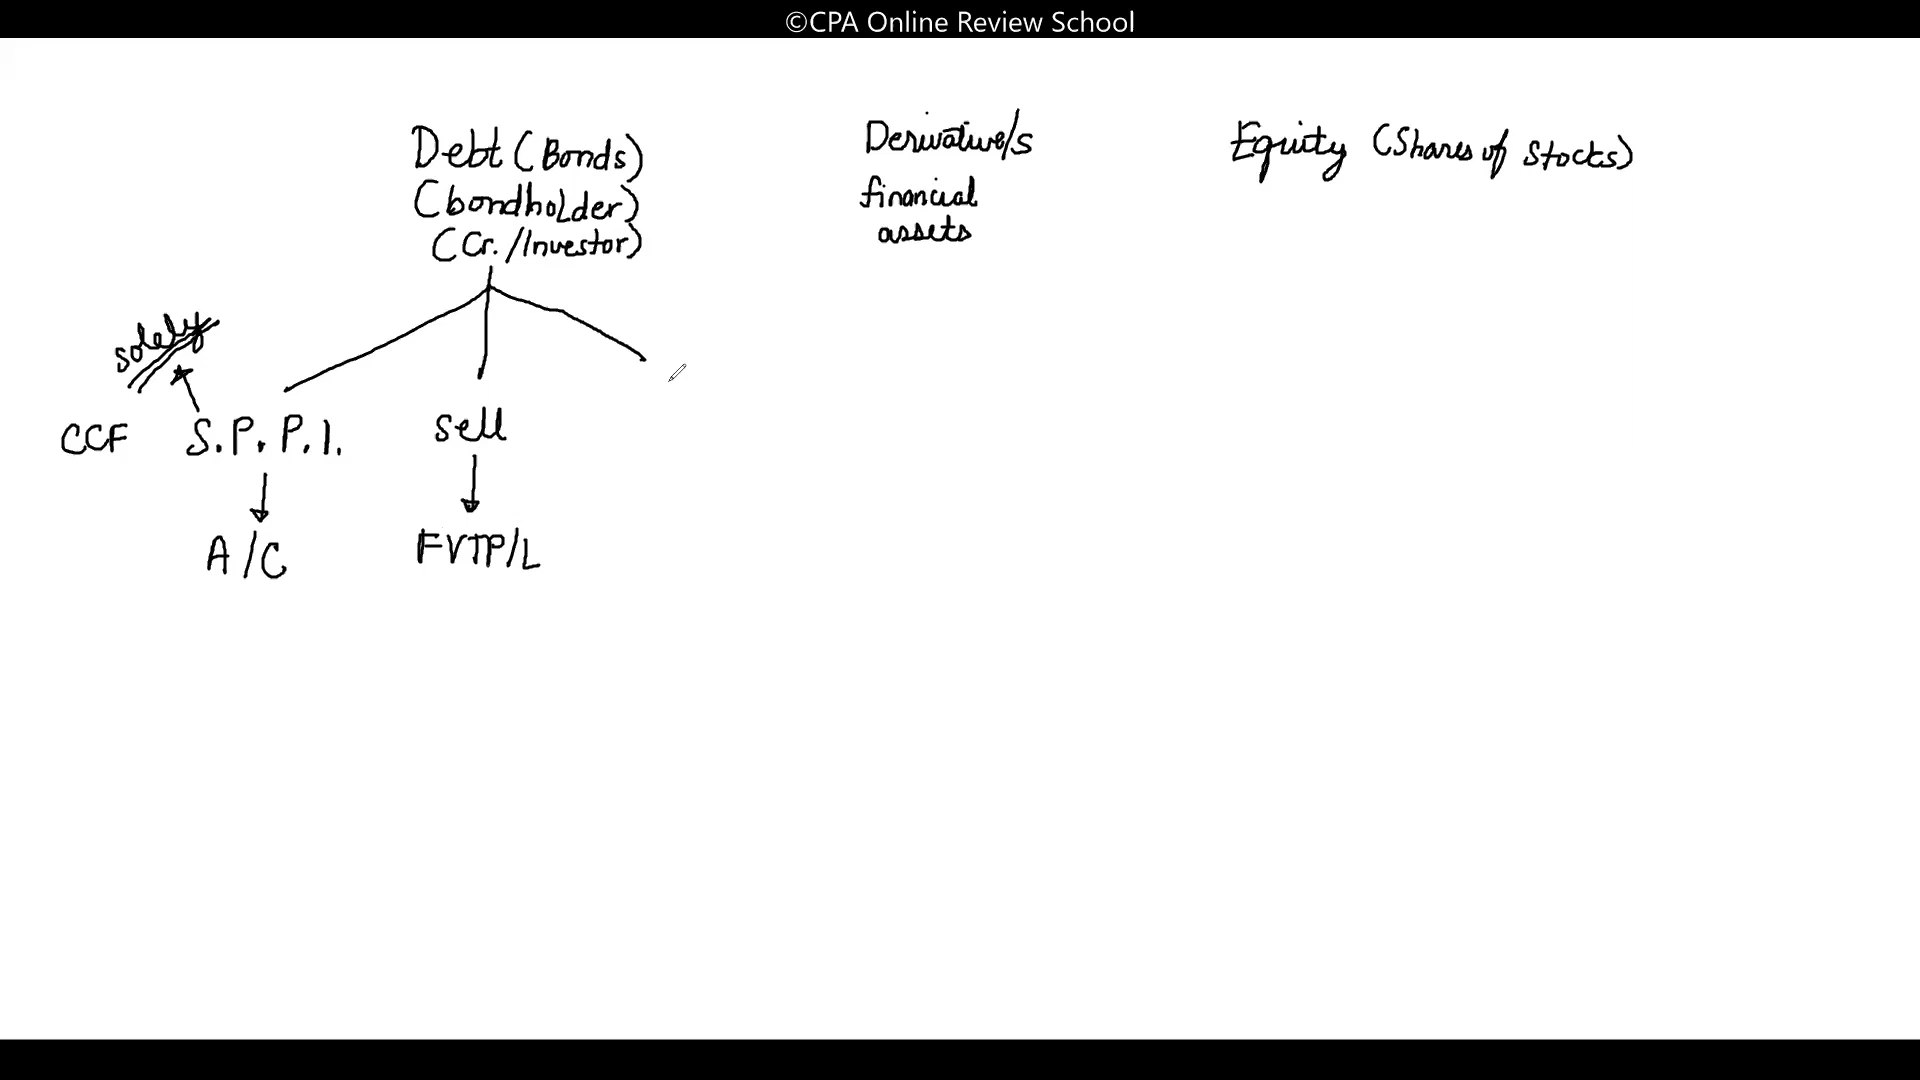 ©CPA Online Review School
Debt (Bonds)
(bondholder)
(Cr. /Investor)
Derivative/s
financial
assets
Equity (Shares of Stocks)
solely
CCF S.P.P.I.
sell
A/C
FVTP/L